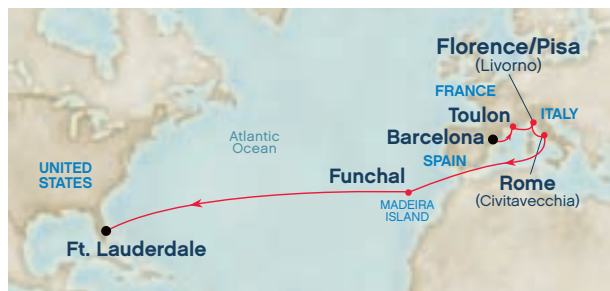 Florence/Pisa
(Livorno)
FRANCE
Toulon
ITALY
Barcelona
SPAIN
Atlantic
Ocean
UNITED
STATES
Funchal
MADEIRA
ISLAND
Rome
(Civitavecchia)
Ft. Lauderdale